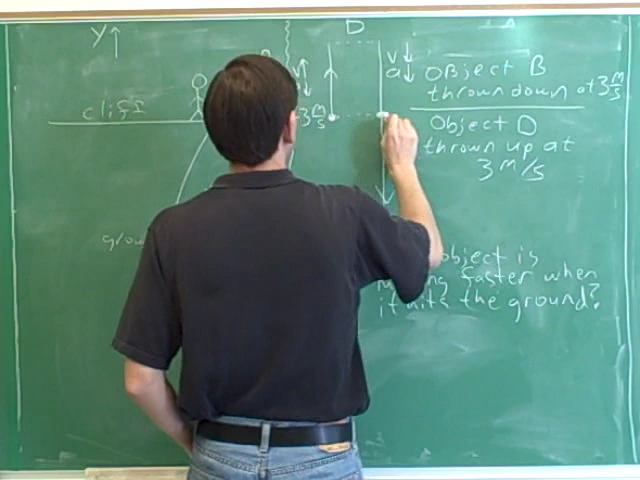 Y
D
cliff
3 m/s
v
a
Object B
thrown down at 3 m/s
Object D
thrown up at
3 m/s
object is
faster when
it hits the ground?